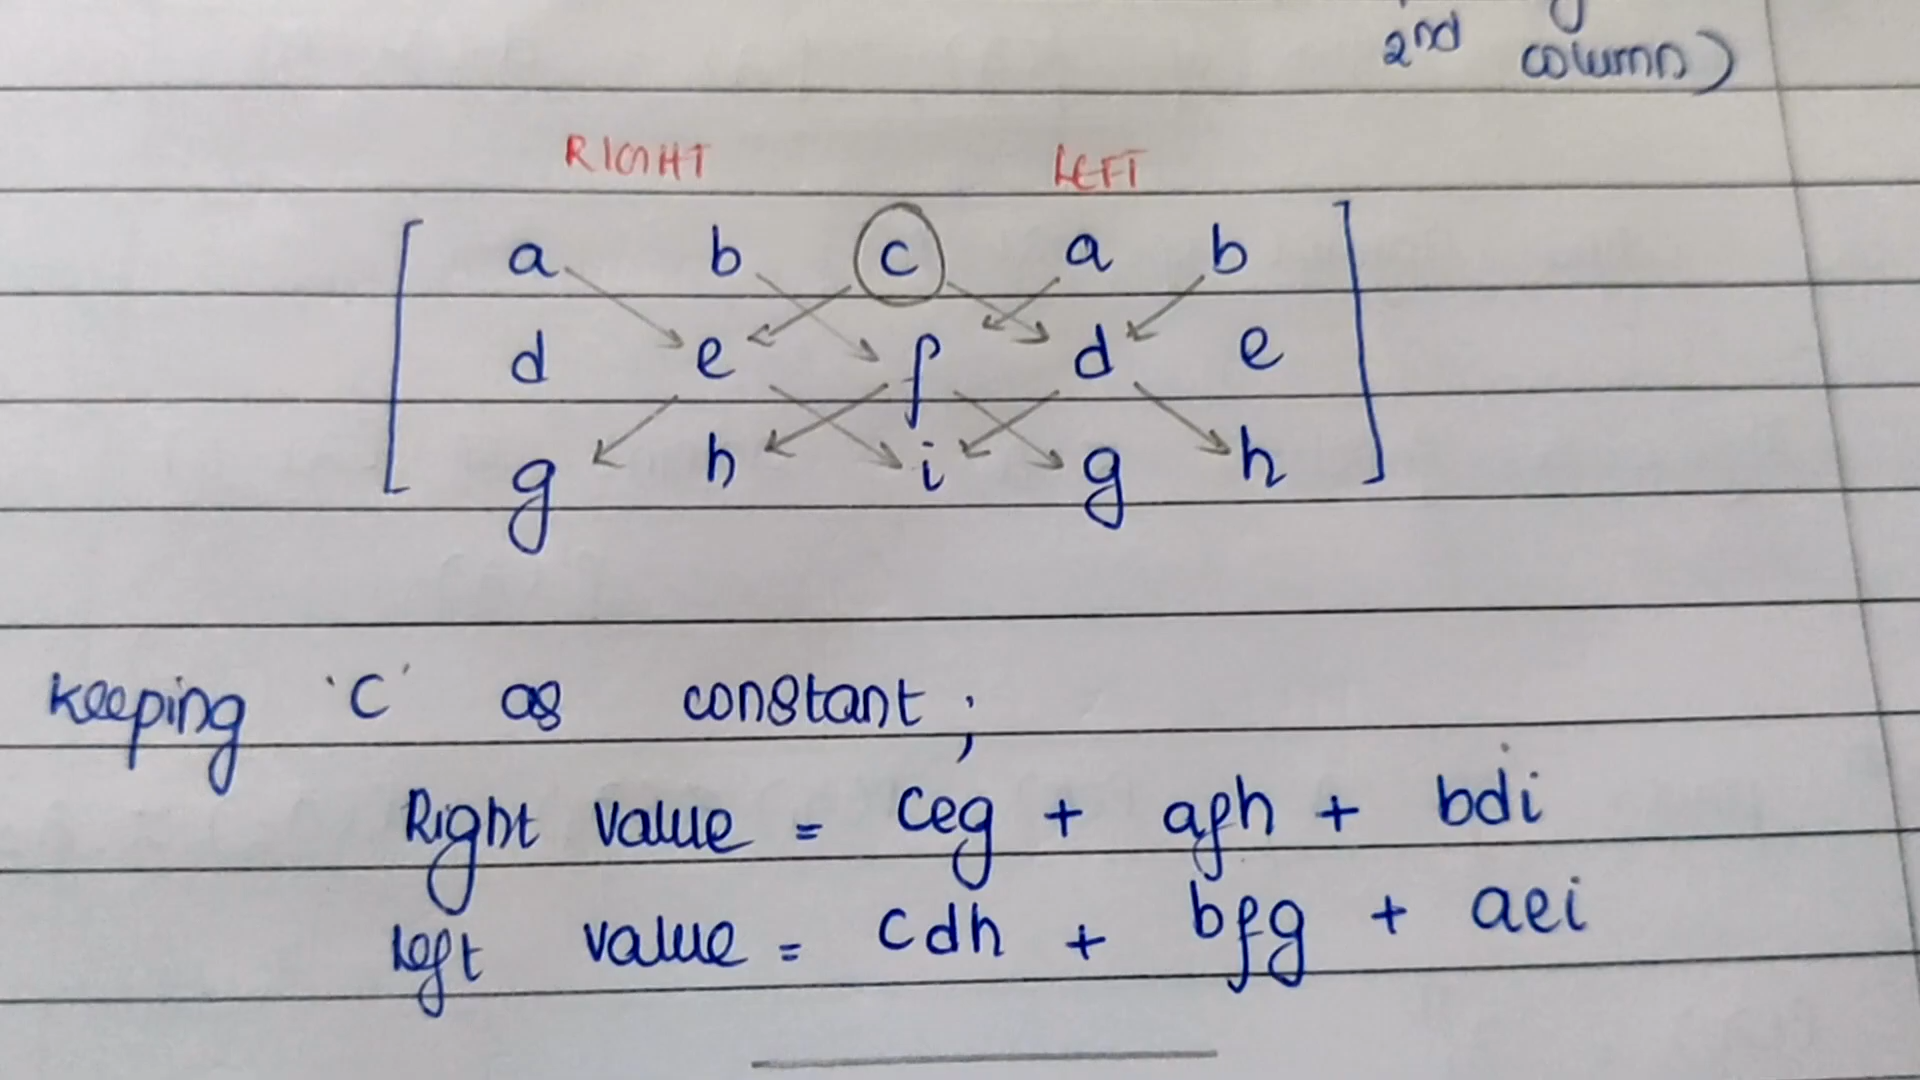 2nd column)
RIGHT LEFT
a b c a b
d e f d e
g h i g h
Keeping 'C' as constant;
Right value = ceg + afh + bdi
Left value = cdh + bfg + aei